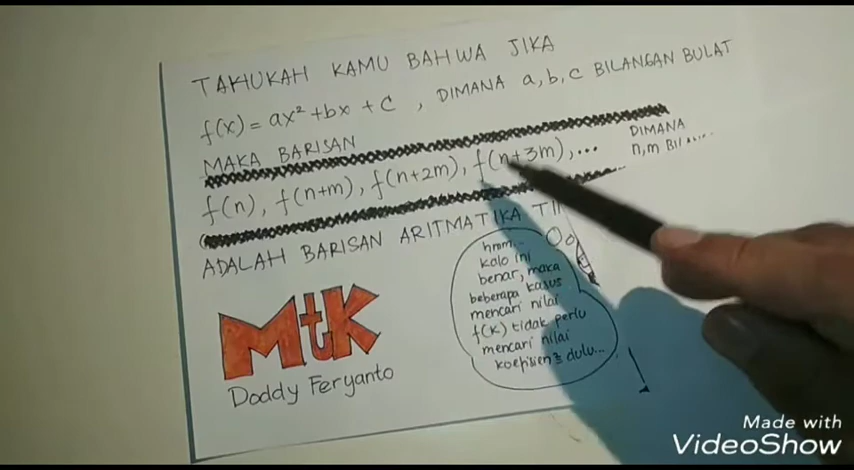 TAHUKAH KAMU BAHWA JIKA
f(x) = ax² + bx + c , DIMANA a, b, c BILANGAN BULAT
MAKA BARISAN
f(n), f(n+m), f(n+2m), f(n+3m), ... DIMANA
n, m
ADALAH BARISAN ARITMATIKA
hmm...
kalo ini
benar, maka
beberapa kasus
mencari nilai
f(k) tidak perlu
mencari nilai
koefisien² dulu...
MtK
Doddy Feryanto
Made with
VideoShow